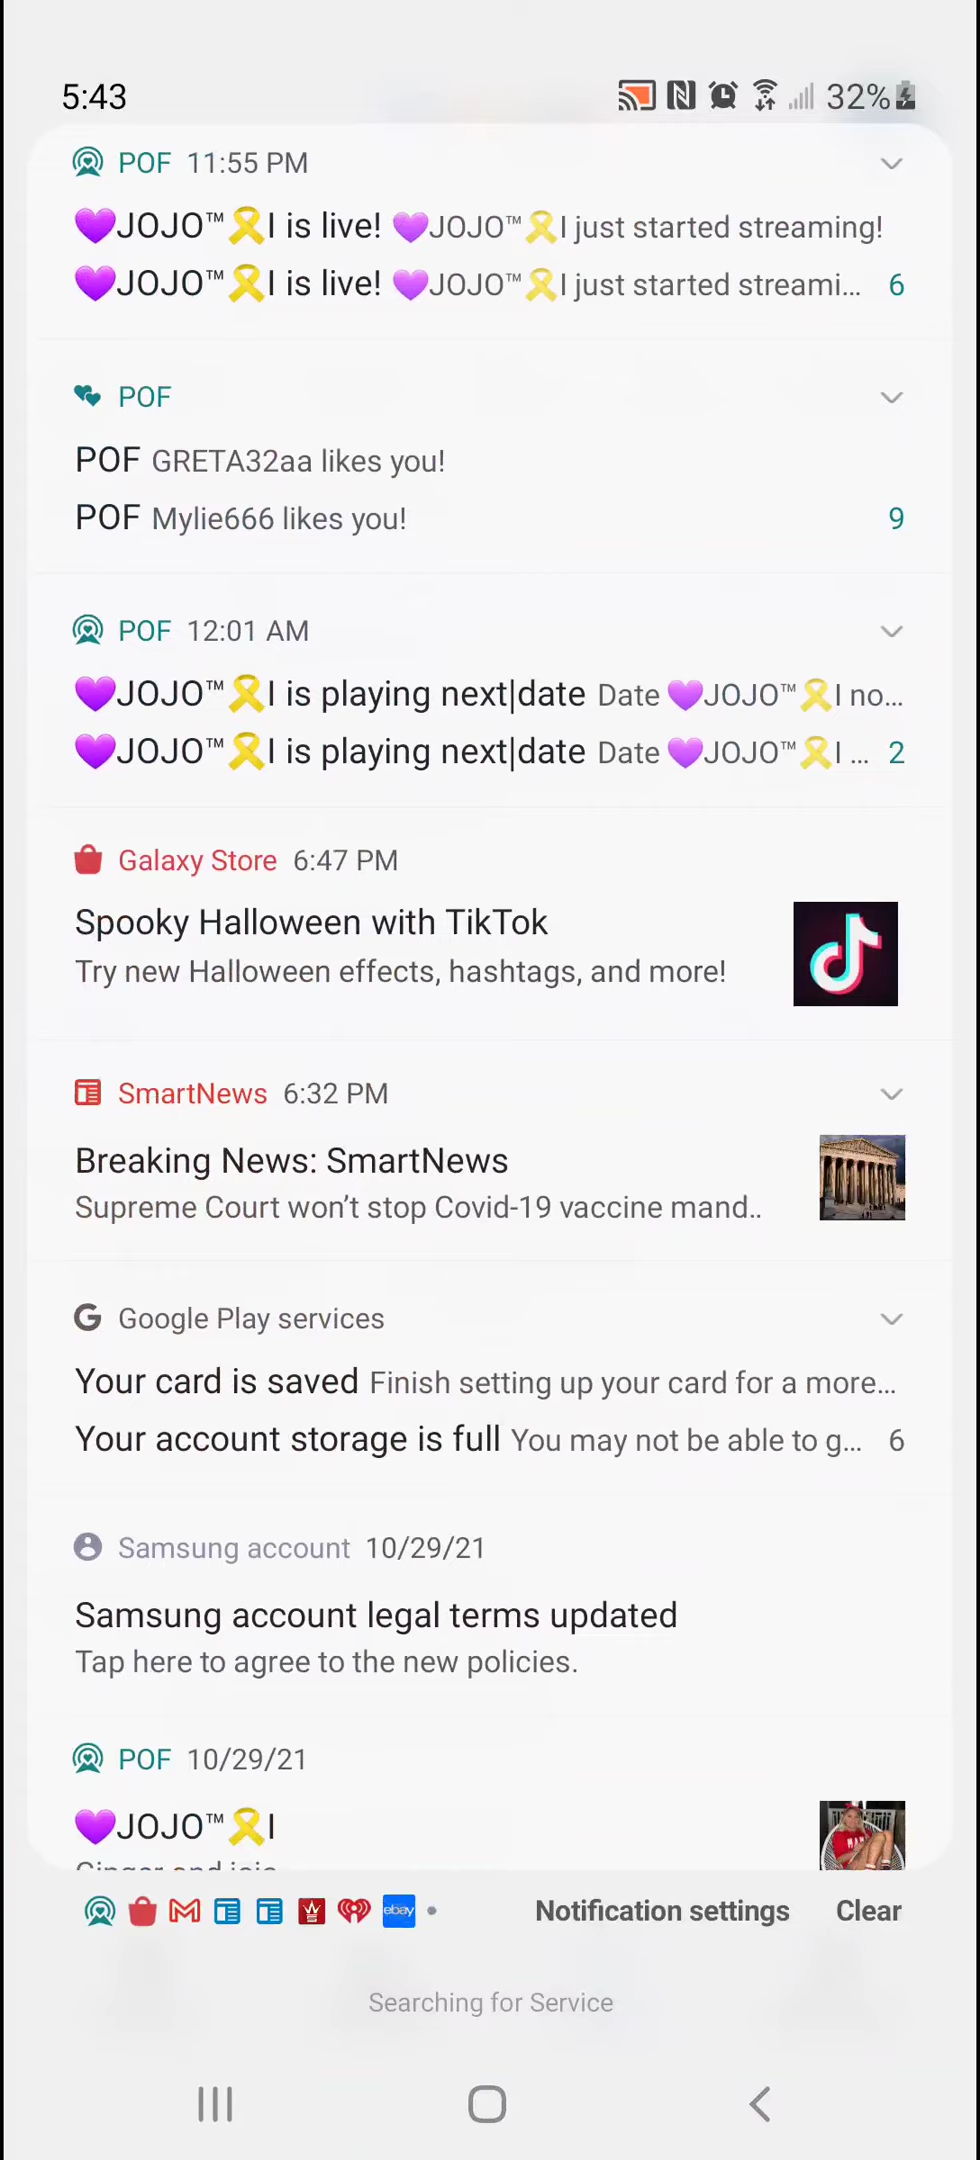 5:43 32%
POF 11:55 PM
💜JOJO™🎗I is live! 💜JOJO™🎗I just started streaming!
💜JOJO™🎗I is live! 💜JOJO™🎗I just started streami... 6
POF
POF GRETA32aa likes you!
POF Mylie666 likes you! 9
POF 12:01 AM
💜JOJO™🎗I is playing next|date Date 💜JOJO™🎗I no...
💜JOJO™🎗I is playing next|date Date 💜JOJO™🎗I ... 2
Galaxy Store 6:47 PM
Spooky Halloween with TikTok
Try new Halloween effects, hashtags, and more!
SmartNews 6:32 PM
Breaking News: SmartNews
Supreme Court won’t stop Covid-19 vaccine mand..
Google Play services
Your card is saved Finish setting up your card for a more...
Your account storage is full You may not be able to g... 6
Samsung account 10/29/21
Samsung account legal terms updated
Tap here to agree to the new policies.
POF 10/29/21
💜JOJO™🎗I
ebay Notification settings Clear
Searching for Service